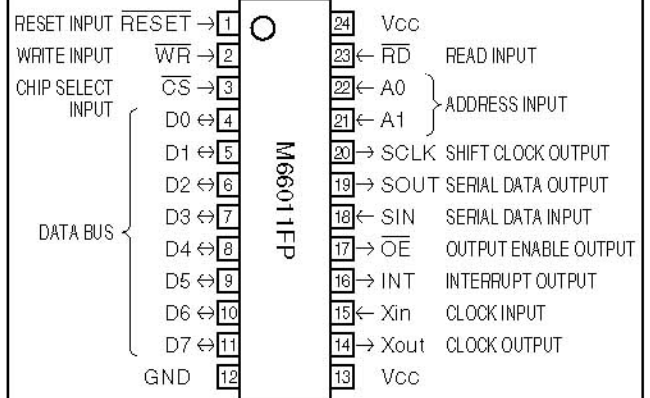 RESET INPUT RESET → 1 24 Vcc
WRITE INPUT WR → 2 23 ← RD READ INPUT
CHIP SELECT INPUT CS → 3 22 ← A0
D0 ↔ 4 21 ← A1
ADDRESS INPUT
D1 ↔ 5 20 → SCLK SHIFT CLOCK OUTPUT
D2 ↔ 6 19 → SOUT SERIAL DATA OUTPUT
D3 ↔ 7 18 ← SIN SERIAL DATA INPUT
DATA BUS
D4 ↔ 8 17 → OE OUTPUT ENABLE OUTPUT
D5 ↔ 9 16 → INT INTERRUPT OUTPUT
D6 ↔ 10 15 ← Xin CLOCK INPUT
D7 ↔ 11 14 → Xout CLOCK OUTPUT
GND 12 13 Vcc
M66011FP